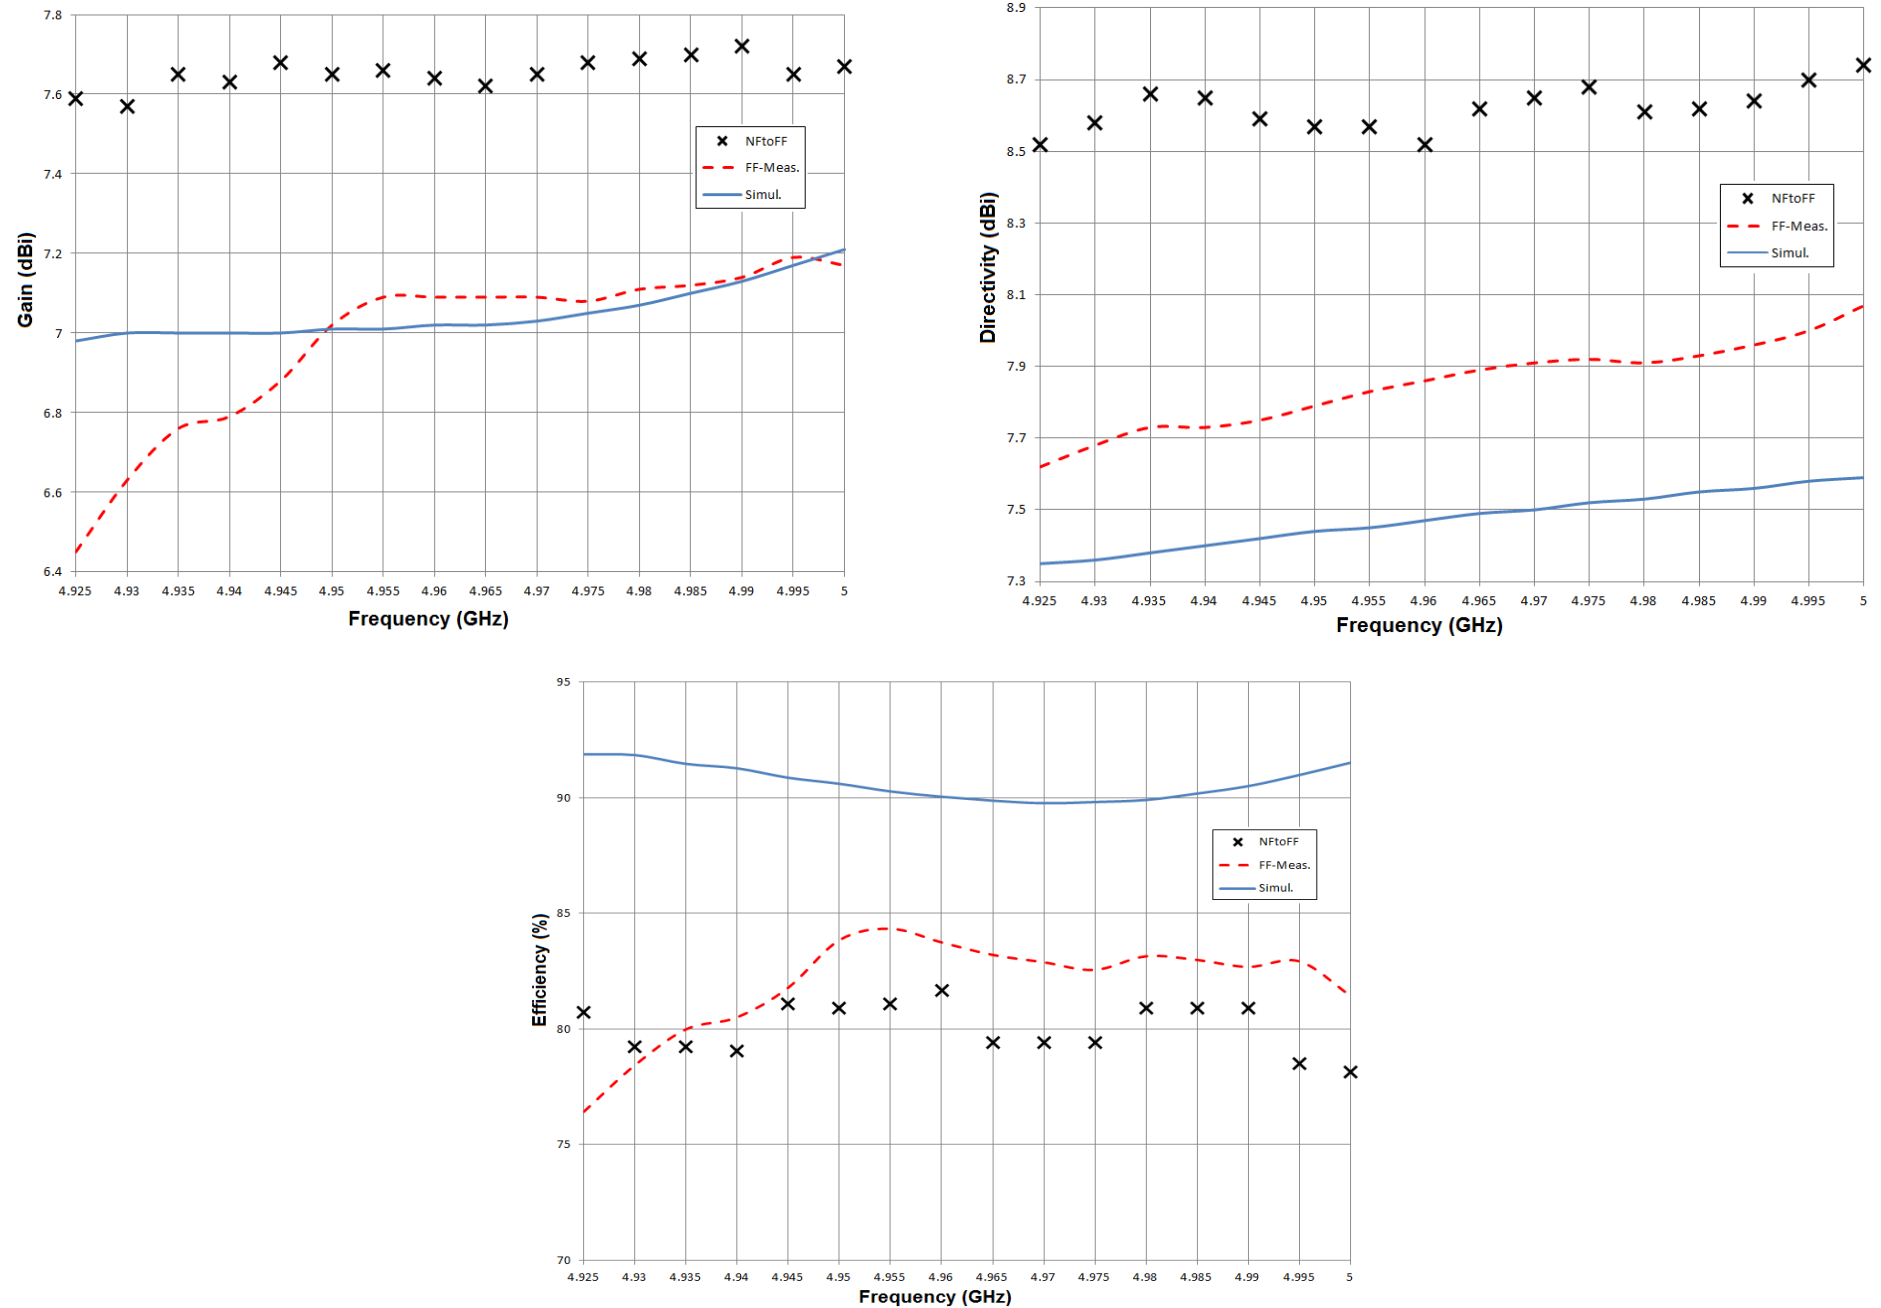 7.8
7.6
7.4
7.2
7
6.8
6.6
6.4
Gain (dBi)
NFtoFF
FF-Meas.
Simul.
4.925 4.93 4.935 4.94 4.945 4.95 4.955 4.96 4.965 4.97 4.975 4.98 4.985 4.99 4.995 5
Frequency (GHz)
8.9
8.7
8.5
8.3
8.1
7.9
7.7
7.5
7.3
Directivity (dBi)
NFtoFF
FF-Meas.
Simul.
4.925 4.93 4.935 4.94 4.945 4.95 4.955 4.96 4.965 4.97 4.975 4.98 4.985 4.99 4.995 5
Frequency (GHz)
95
90
85
80
75
70
Efficiency (%)
NFtoFF
FF-Meas.
Simul.
4.925 4.93 4.935 4.94 4.945 4.95 4.955 4.96 4.965 4.97 4.975 4.98 4.985 4.99 4.995 5
Frequency (GHz)